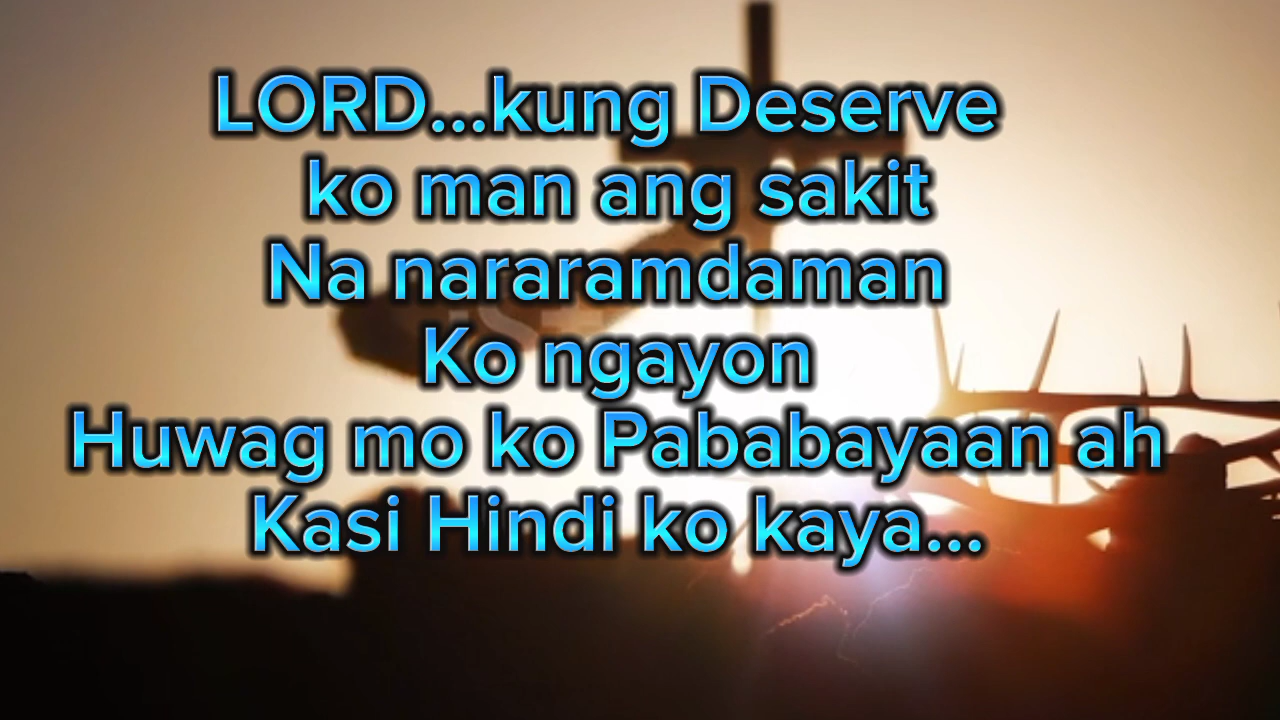 LORD...kung Deserve
ko man ang sakit
Na nararamdaman
Ko ngayon
Huwag mo ko Pababayaan ah
Kasi Hindi ko kaya...